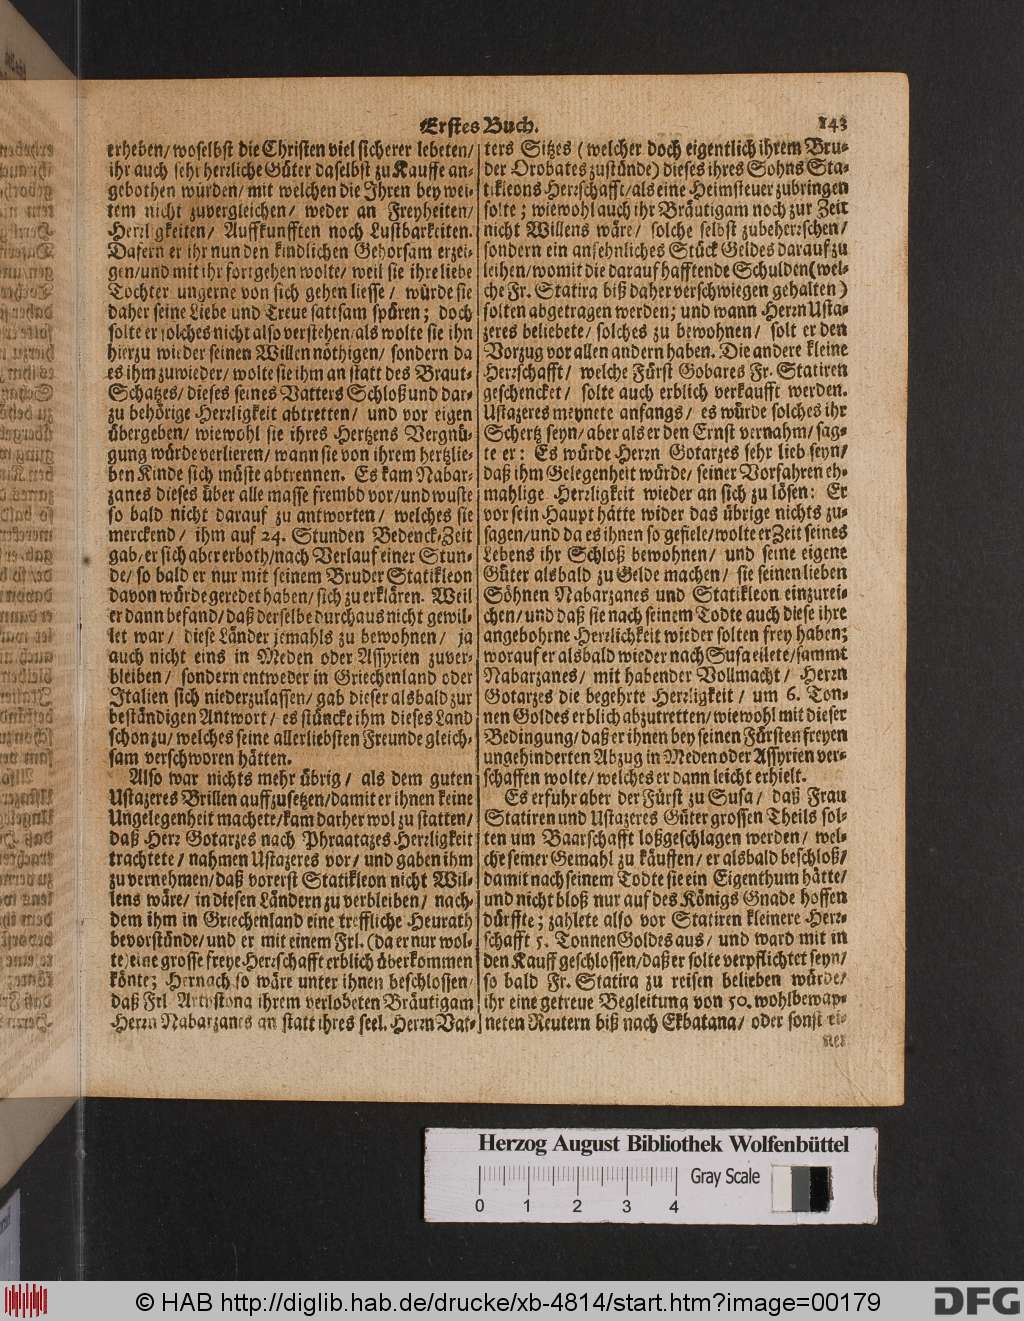 Erstes Buch. 143
erheben/ woselbst die Christen viel sicherer lebeten/
ihr auch sehr herꝛliche Güter daselbst zu Kauffe an-
gebothen würden/ mit welchen die Ihren bey wei-
tem nicht zuvergleichen/ weder an Freyheiten/
Herꝛligkeiten/ Auffkunfften noch Lustbarkeiten.
Dafern er ihr nun den kindlichen Gehorsam erzei-
gen/ und mit ihr fortgehen wolte/ weil sie ihre liebe
Tochter ungerne von sich gehen liesse/ würde sie
daher seine Liebe und Treue sattsam spüren; doch
solte er solches nicht also verstehen/ als wolte sie ihn
hierzu wieder seinen Willen nöthigen/ sondern da
es ihm zuwieder/ wolte sie ihm an statt des Braut-
Schatzes/ dieses seines Vatters Schloß und dar-
zu behörige Herꝛligkeit abtretten/ und vor eigen
übergeben/ wiewohl sie ihres Hertzens Vergnü-
gung würde verlieren/ wann sie von ihrem hertzlie-
ben Kinde sich müste abtrennen. Es kam Nabar-
zanes dieses über alle masse frembd vor/ und wuste
so bald nicht darauf zu antworten/ welches sie
merckend/ ihm auf 24. Stunden Bedenck-Zeit
gab/ er sich aber erboth/ nach Verlauf einer Stun-
de/ so bald er nur mit seinem Bruder Statikleon
davon würde geredet haben/ sich zu erklären. Weil
er dann befand/ daß derselbe durchaus nicht gewil-
let war/ diese Länder jemahls zu bewohnen/ ja
auch nicht eins in Meden oder Assyrien zuver-
bleiben/ sondern entweder in Griechenland oder
Italien sich niederzulassen/ gab dieser alsbald zur
beständigen Antwort/ es stüncke ihm dieses Land
schon zu/ welches seine allerliebsten Freunde gleich-
sam verschworen hätten.
Also war nichts mehr übrig/ als dem guten
Ustazeres Brillen auffzusetzen/ damit er ihnen keine
Ungelegenheit machete/ kam darher wol zu statten/
daß Herꝛ Gotarzes nach Phraatazes Herꝛligkeit
trachtete/ nahmen Ustazeres vor/ und gaben ihm
zu vernehmen/ daß vorerst Statikleon nicht Wil-
lens wäre/ in diesen Ländern zu verbleiben/ nach-
dem ihm in Griechenland eine treffliche Heurath
bevorstünde/ und er mit einem Frl. (da er nur wol-
te) eine grosse freye Herꝛschafft erblich überkommen
könte; Hernach so wäre unter ihnen beschlossen/
daß Frl Artistona ihrem verlobeten Bräutigam
Herꝛn Nabarzanes an statt ihres seel. Herꝛn Vat-
ters Sitzes (welcher doch eigentlich ihrem Bru-
der Orobates zustünde) dieses ihres Sohns Sta-
tikleons Herꝛschafft/ als eine Heimsteuer zubringen
solte; wiewohl auch ihr Bräutigam noch zur Zeit
nicht Willens wäre/ solche selbst zubeherꝛschen/
sondern ein ansehnliches Stück Geldes darauf zu
leihen/ womit die darauf hafftende Schulden (wel-
che Fr. Statira biß daher verschwiegen gehalten)
solten abgetragen werden; und wann Herꝛn Usta-
zeres beliebete/ solches zu bewohnen/ solt er den
Vorzug vor allen andern haben. Die andere kleine
Herꝛschafft/ welche Fürst Gobares Fr. Statiren
geschencket/ solte auch erblich verkaufft werden.
Ustazeres meynete anfangs/ es würde solches ihr
Schertz seyn/ aber als er den Ernst vernahm/ sag-
te er: Es würde Herꝛn Gotarzes sehr lieb seyn/
daß ihm Gelegenheit würde/ seiner Vorfahren eh-
mahlige Herꝛligkeit wieder an sich zu lösen: Er
vor sein Haupt hätte wider das übrige nichts zu-
sagen/ und da es ihnen so gefiele/ wolte er Zeit seines
Lebens ihr Schloß bewohnen/ und seine eigene
Güter alsbald zu Gelde machen/ sie seinen lieben
Söhnen Nabarzanes und Statikleon einzurei-
chen/ und daß sie nach seinem Todte auch diese ihre
angebohrne Herꝛlichkeit wieder solten frey haben;
worauf er alsbald wieder nach Susa eilete/ sammt
Nabarzanes/ mit habender Vollmacht/ Herꝛn
Gotarzes die begehrte Herꝛligkeit/ um 6. Ton-
nen Goldes erblich abzutretten/ wiewohl mit dieser
Bedingung/ daß er ihnen bey seinen Fürsten freyen
ungehinderten Abzug in Meden oder Assyrien ver-
schaffen wolte/ welches er dann leicht erhielt.
Es erfuhr aber der Fürst zu Susa/ daß Frau
Statiren und Ustazeres Güter grossen Theils sol-
ten um Baarschafft loßgeschlagen werden/ wel-
che seiner Gemahl zu käuffen/ er alsbald beschloß/
damit nach seinem Todte sie ein Eigenthum hätte/
und nicht bloß nur auf des Königs Gnade hoffen
dürffte; zahlete also vor Statiren kleinere Herꝛ-
schafft 5. Tonnen Goldes aus/ und ward mit in
den Kauff geschlossen/ daß er solte verpflichtet seyn/
so bald Fr. Statira zu reisen belieben würde/
ihr eine getreue Begleitung von 50. wohlbewap-
neten Reutern biß nach Ekbatana/ oder sonst ei-
ner
Herzog August Bibliothek Wolfenbüttel
Gray Scale
0 1 2 3 4
© HAB http://diglib.hab.de/drucke/xb-4814/start.htm?image=00179
DFG